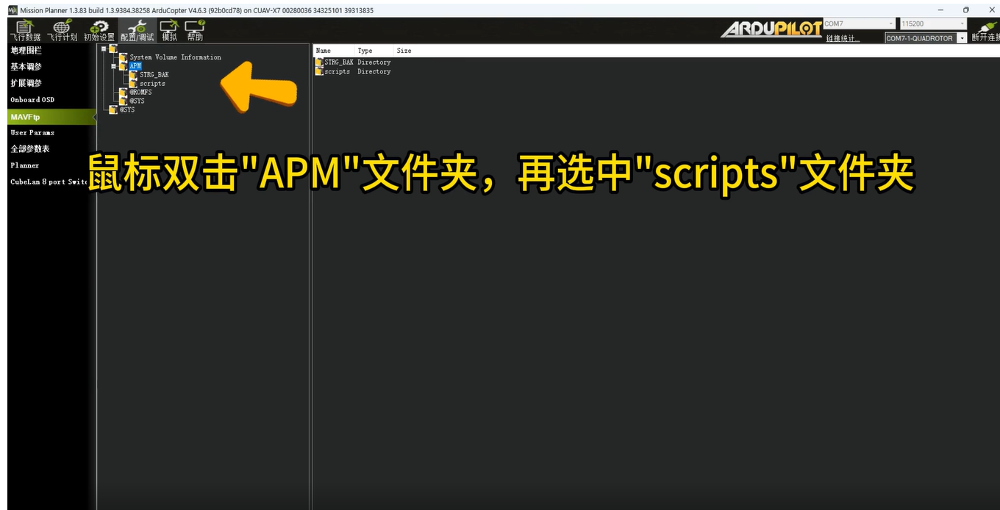 Mission Planner 1.3.83 build 1.3.9384.38258 ArduCopter V4.6.3 (92b0cd78) on CUAV-X7 00280036 34325101 39313835
飞行数据 飞行计划 初始设置 配置/调试 模拟 帮助
ARDUPILOT
COM7 115200
链接统计... COM7-1-QUADROTOR 断开连接
地理围栏
基本调参
扩展调参
Onboard OSD
MAVFtp
User Params
全部参数表
Planner
CubeLan 8 port Switc
System Volume Information
APM
STRG_BAK
scripts
@ROMFS
@SYS
@SYS
Name Type Size
STRG_BAK Directory
scripts Directory
鼠标双击"APM"文件夹，再选中"scripts"文件夹